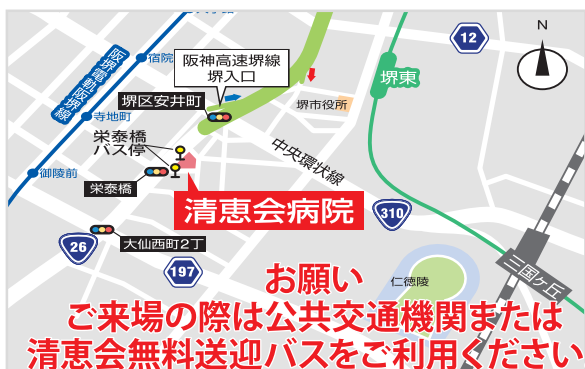 N
12
宿院
阪神高速堺線
堺入口
堺東
阪堺電軌阪堺線
堺区安井町
堺市役所
寺地町
栄泰橋
バス停
中央環状線
御陵前
栄泰橋
清恵会病院
310
26
大仙西町2丁
197
仁徳陵
三国ヶ丘
お願い
ご来場の際は公共交通機関または
清恵会無料送迎バスをご利用ください